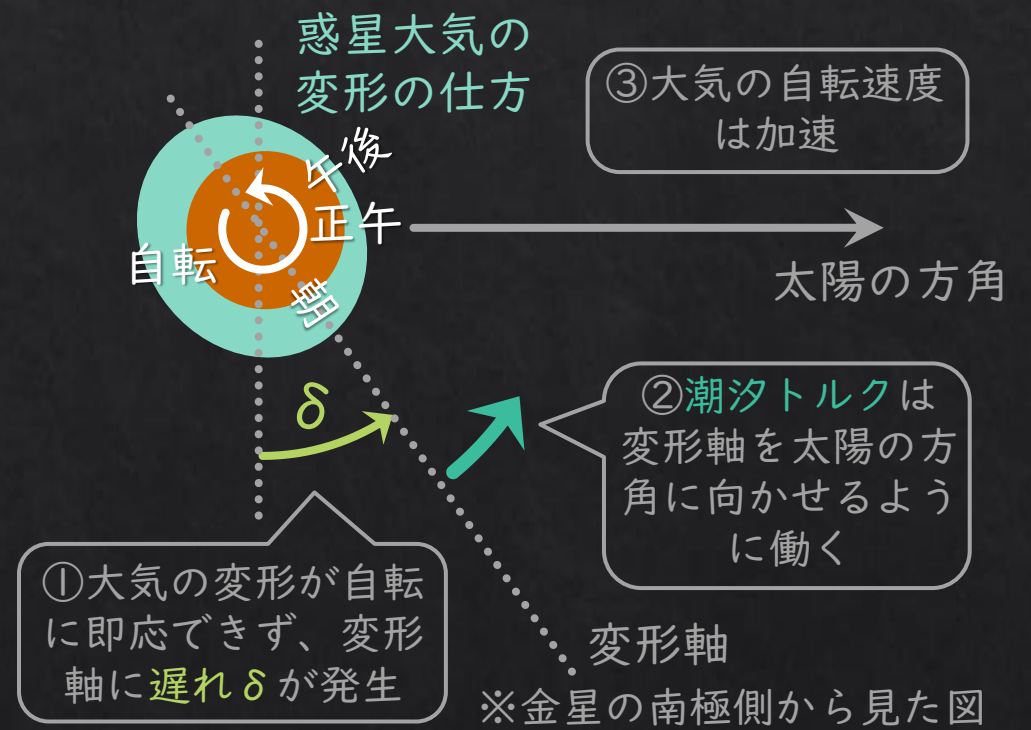 惑星大気の
変形の仕方
③大気の自転速度
は加速
午後
正午
自転
朝
太陽の方角
δ
②潮汐トルクは
変形軸を太陽の方
角に向かせるよう
に働く
①大気の変形が自転
に即応できず、変形
軸に遅れδが発生
変形軸
※金星の南極側から見た図